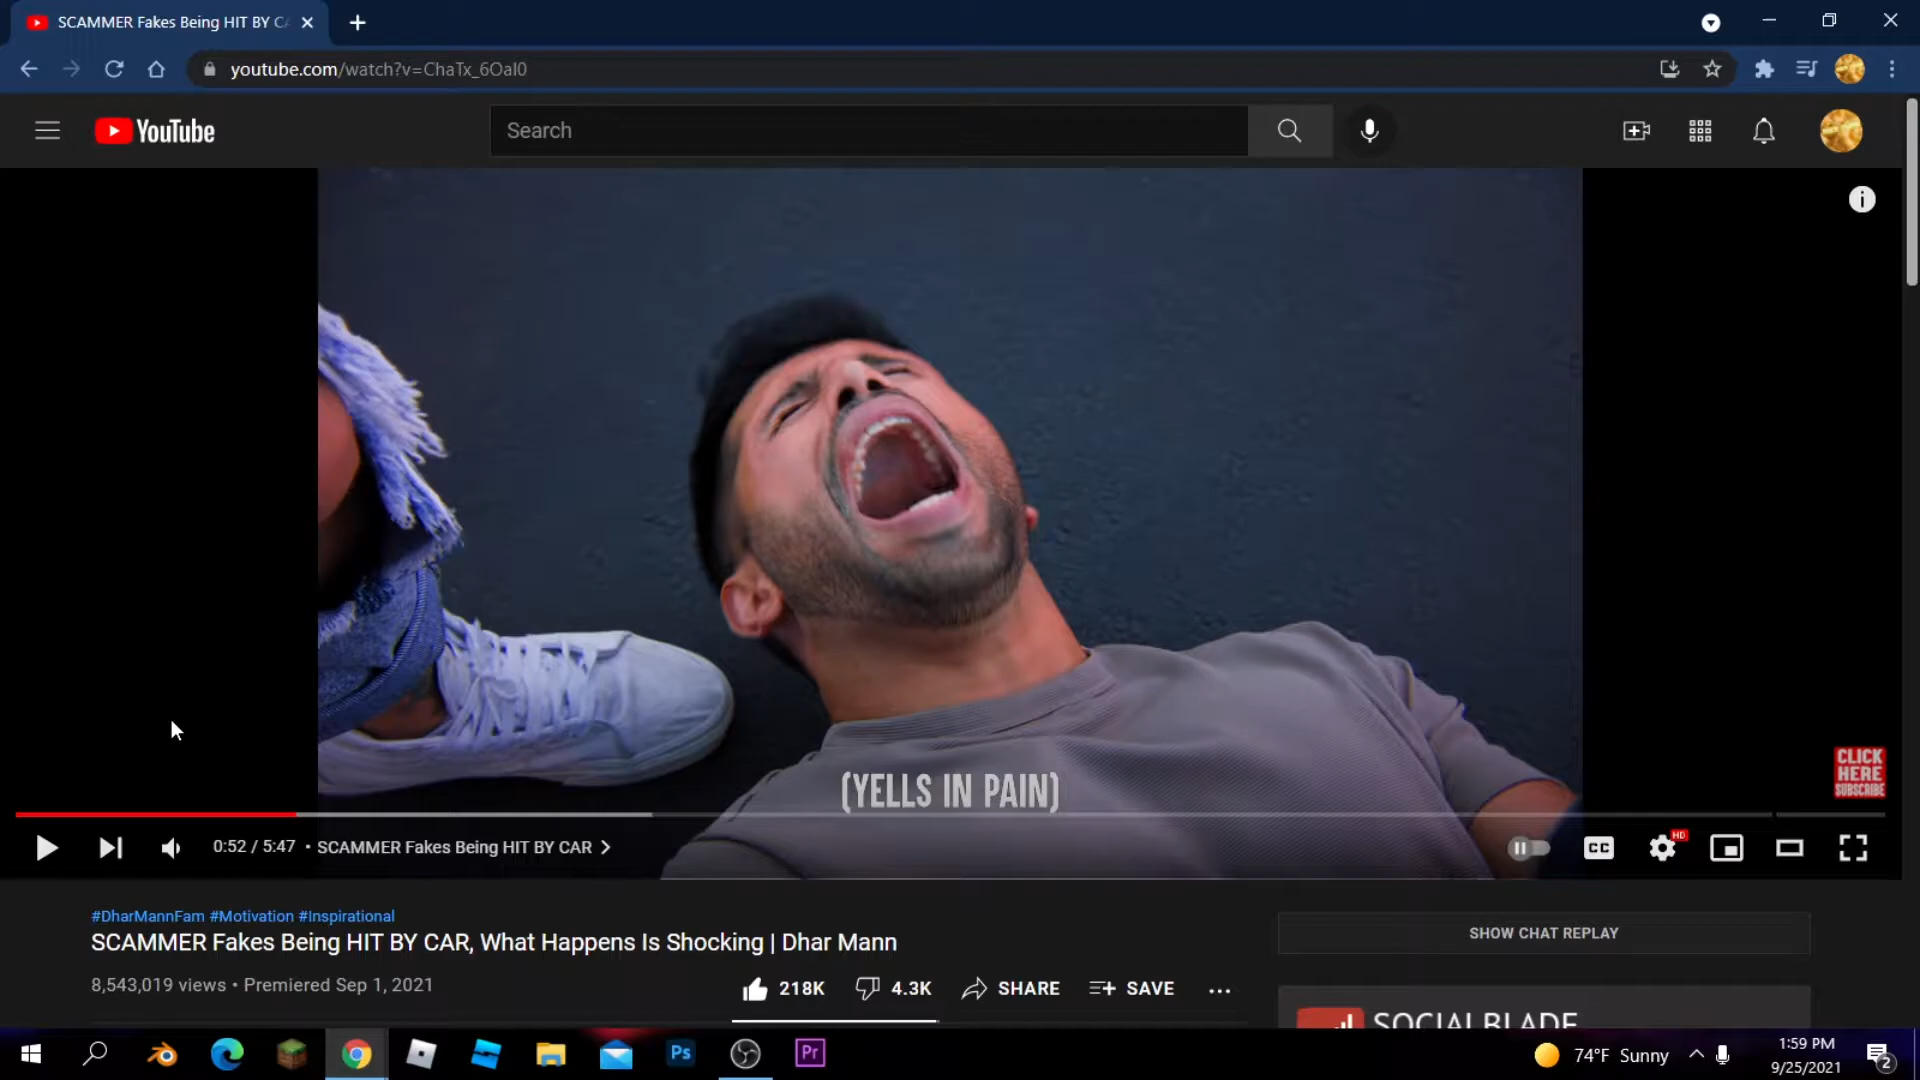 SCAMMER Fakes Being HIT BY CA
youtube.com/watch?v=ChaTx_6OaI0
YouTube
Search
(YELLS IN PAIN)
CLICK
HERE
SUBSCRIBE
0:52 / 5:47 • SCAMMER Fakes Being HIT BY CAR
CC
HD
#DharMannFam #Motivation #Inspirational
SCAMMER Fakes Being HIT BY CAR, What Happens Is Shocking | Dhar Mann
8,543,019 views • Premiered Sep 1, 2021
218K
4.3K
SHARE
SAVE
SHOW CHAT REPLAY
SOCIALBLADE
Ps
Pr
74°F Sunny
1:59 PM
9/25/2021
2